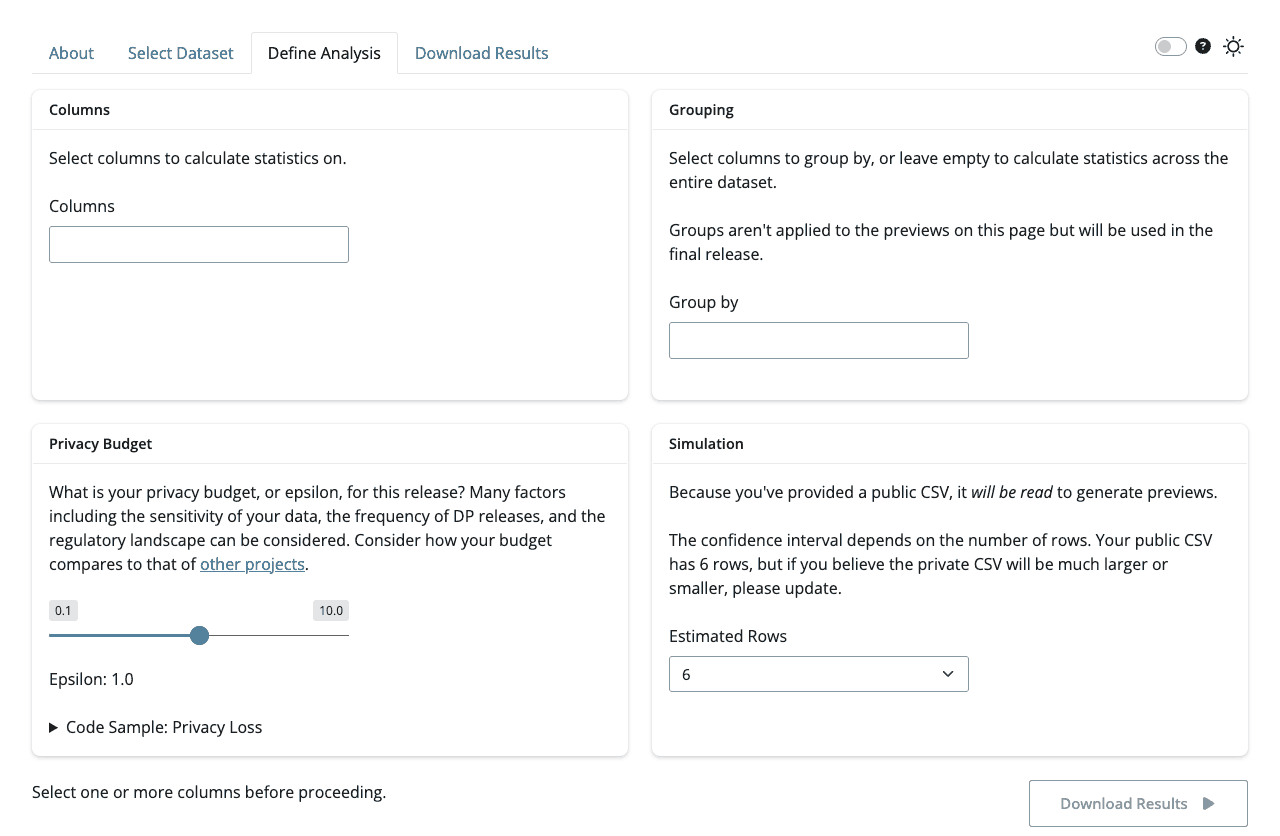 About
Select Dataset
Define Analysis
Download Results
?
Columns
Select columns to calculate statistics on.
Columns
Grouping
Select columns to group by, or leave empty to calculate statistics across the
entire dataset.
Groups aren't applied to the previews on this page but will be used in the
final release.
Group by
Privacy Budget
What is your privacy budget, or epsilon, for this release? Many factors
including the sensitivity of your data, the frequency of DP releases, and the
regulatory landscape can be considered. Consider how your budget
compares to that of other projects.
0.1
10.0
Epsilon: 1.0
Code Sample: Privacy Loss
Simulation
Because you've provided a public CSV, it will be read to generate previews.
The confidence interval depends on the number of rows. Your public CSV
has 6 rows, but if you believe the private CSV will be much larger or
smaller, please update.
Estimated Rows
6
Select one or more columns before proceeding.
Download Results